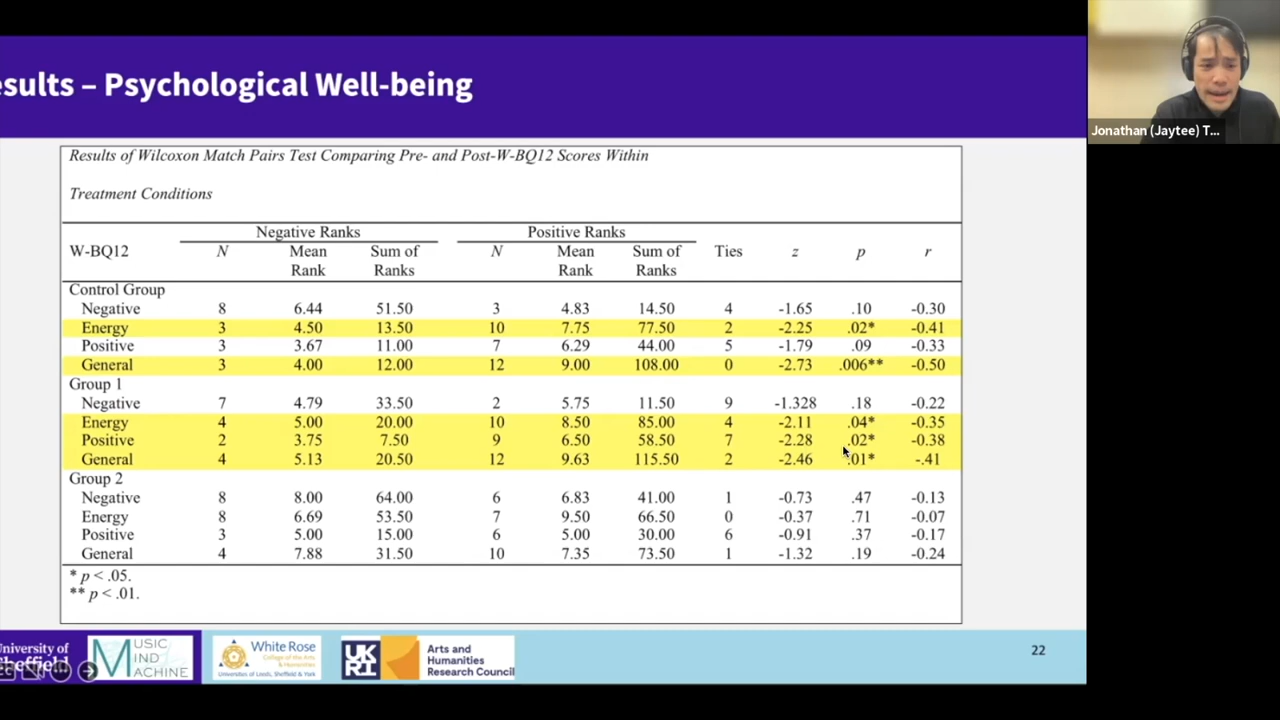 esults – Psychological Well-being
Jonathan (Jaytee) T...
Results of Wilcoxon Match Pairs Test Comparing Pre- and Post-W-BQ12 Scores Within
Treatment Conditions
Negative Ranks Positive Ranks
W-BQ12 N Mean Rank Sum of Ranks N Mean Rank Sum of Ranks Ties z p r
Control Group
Negative 8 6.44 51.50 3 4.83 14.50 4 -1.65 .10 -0.30
Energy 3 4.50 13.50 10 7.75 77.50 2 -2.25 .02* -0.41
Positive 3 3.67 11.00 7 6.29 44.00 5 -1.79 .09 -0.33
General 3 4.00 12.00 12 9.00 108.00 0 -2.73 .006** -0.50
Group 1
Negative 7 4.79 33.50 2 5.75 11.50 9 -1.328 .18 -0.22
Energy 4 5.00 20.00 10 8.50 85.00 4 -2.11 .04* -0.35
Positive 2 3.75 7.50 9 6.50 58.50 7 -2.28 .02* -0.38
General 4 5.13 20.50 12 9.63 115.50 2 -2.46 .01* -.41
Group 2
Negative 8 8.00 64.00 6 6.83 41.00 1 -0.73 .47 -0.13
Energy 8 6.69 53.50 7 9.50 66.50 0 -0.37 .71 -0.07
Positive 3 5.00 15.00 6 5.00 30.00 6 -0.91 .37 -0.17
General 4 7.88 31.50 10 7.35 73.50 1 -1.32 .19 -0.24
* p < .05.
** p < .01.
University of
Sheffield
MUSIC
MIND
MACHINE
White Rose
College of the Arts
& Humanities
Universities of Leeds, Sheffield & York
UK
RI
Arts and
Humanities
Research Council
22